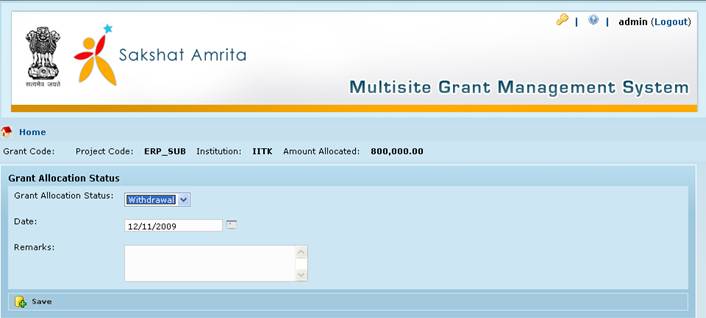 | | admin (Logout)
Sakshat Amrita
सत्यमेव जयते
Multisite Grant Management System
Home
Grant Code: Project Code: ERP_SUB Institution: IITK Amount Allocated: 800,000.00
Grant Allocation Status
Grant Allocation Status: Withdrawal
Date: 12/11/2009
Remarks:
Save